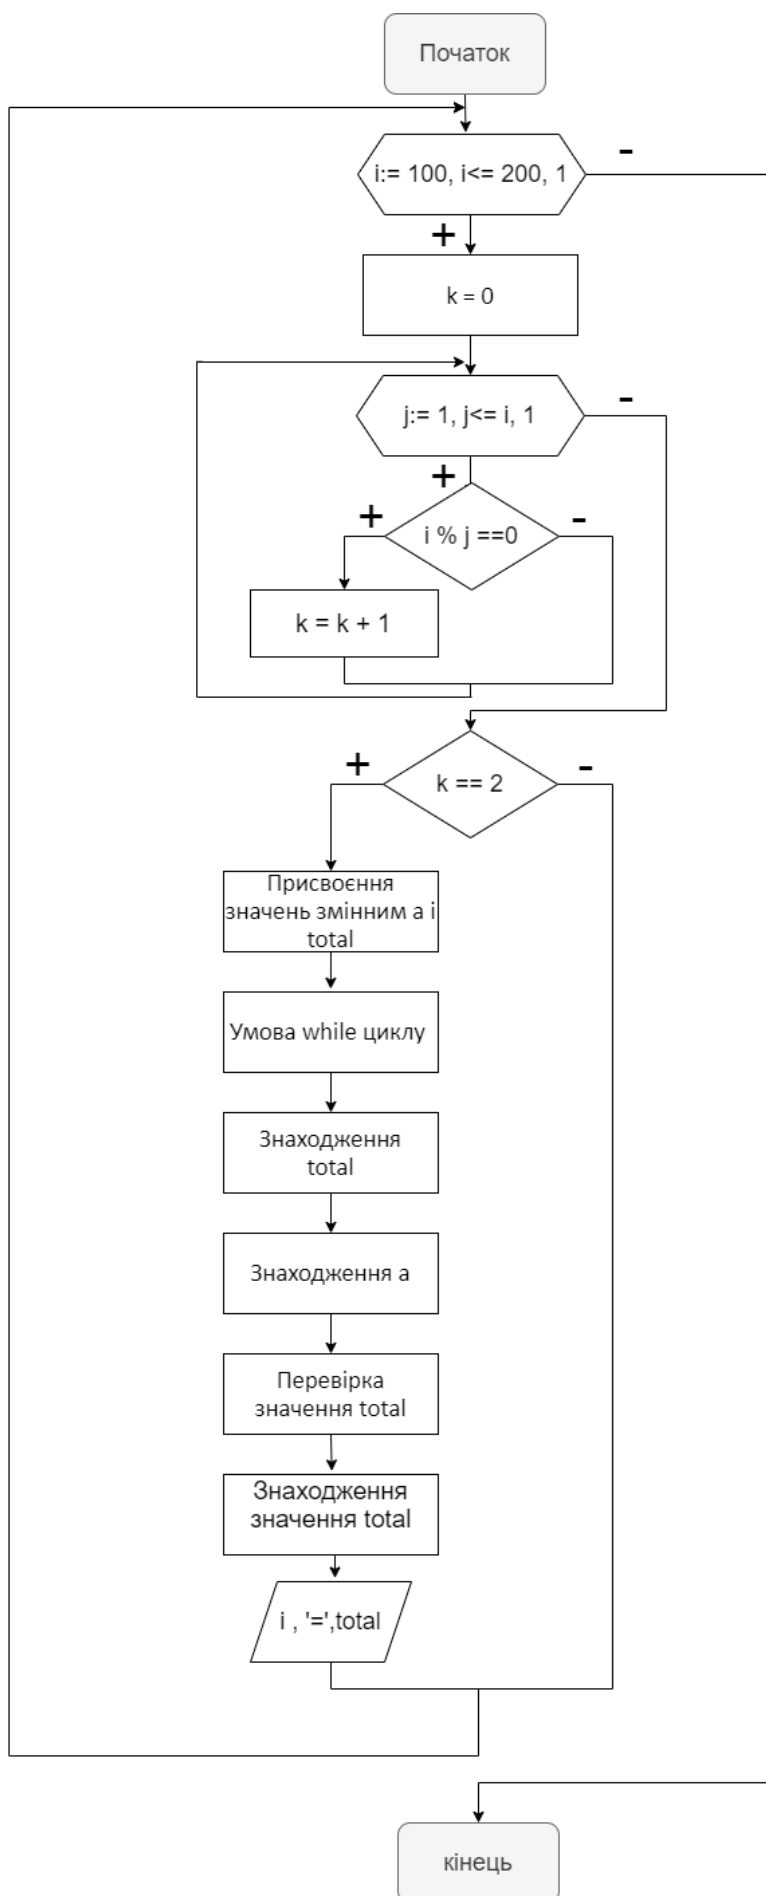 Початок
-
i:= 100, i<= 200, 1
+
k = 0
-
j:= 1, j<= i, 1
+
+
-
i % j ==0
k = k + 1
+
-
k == 2
Присвоєння
значень змінним a і
total
Умова while циклу
Знаходження
total
Знаходження a
Перевірка
значення total
Знаходження
значення total
i , '=',total
кінець